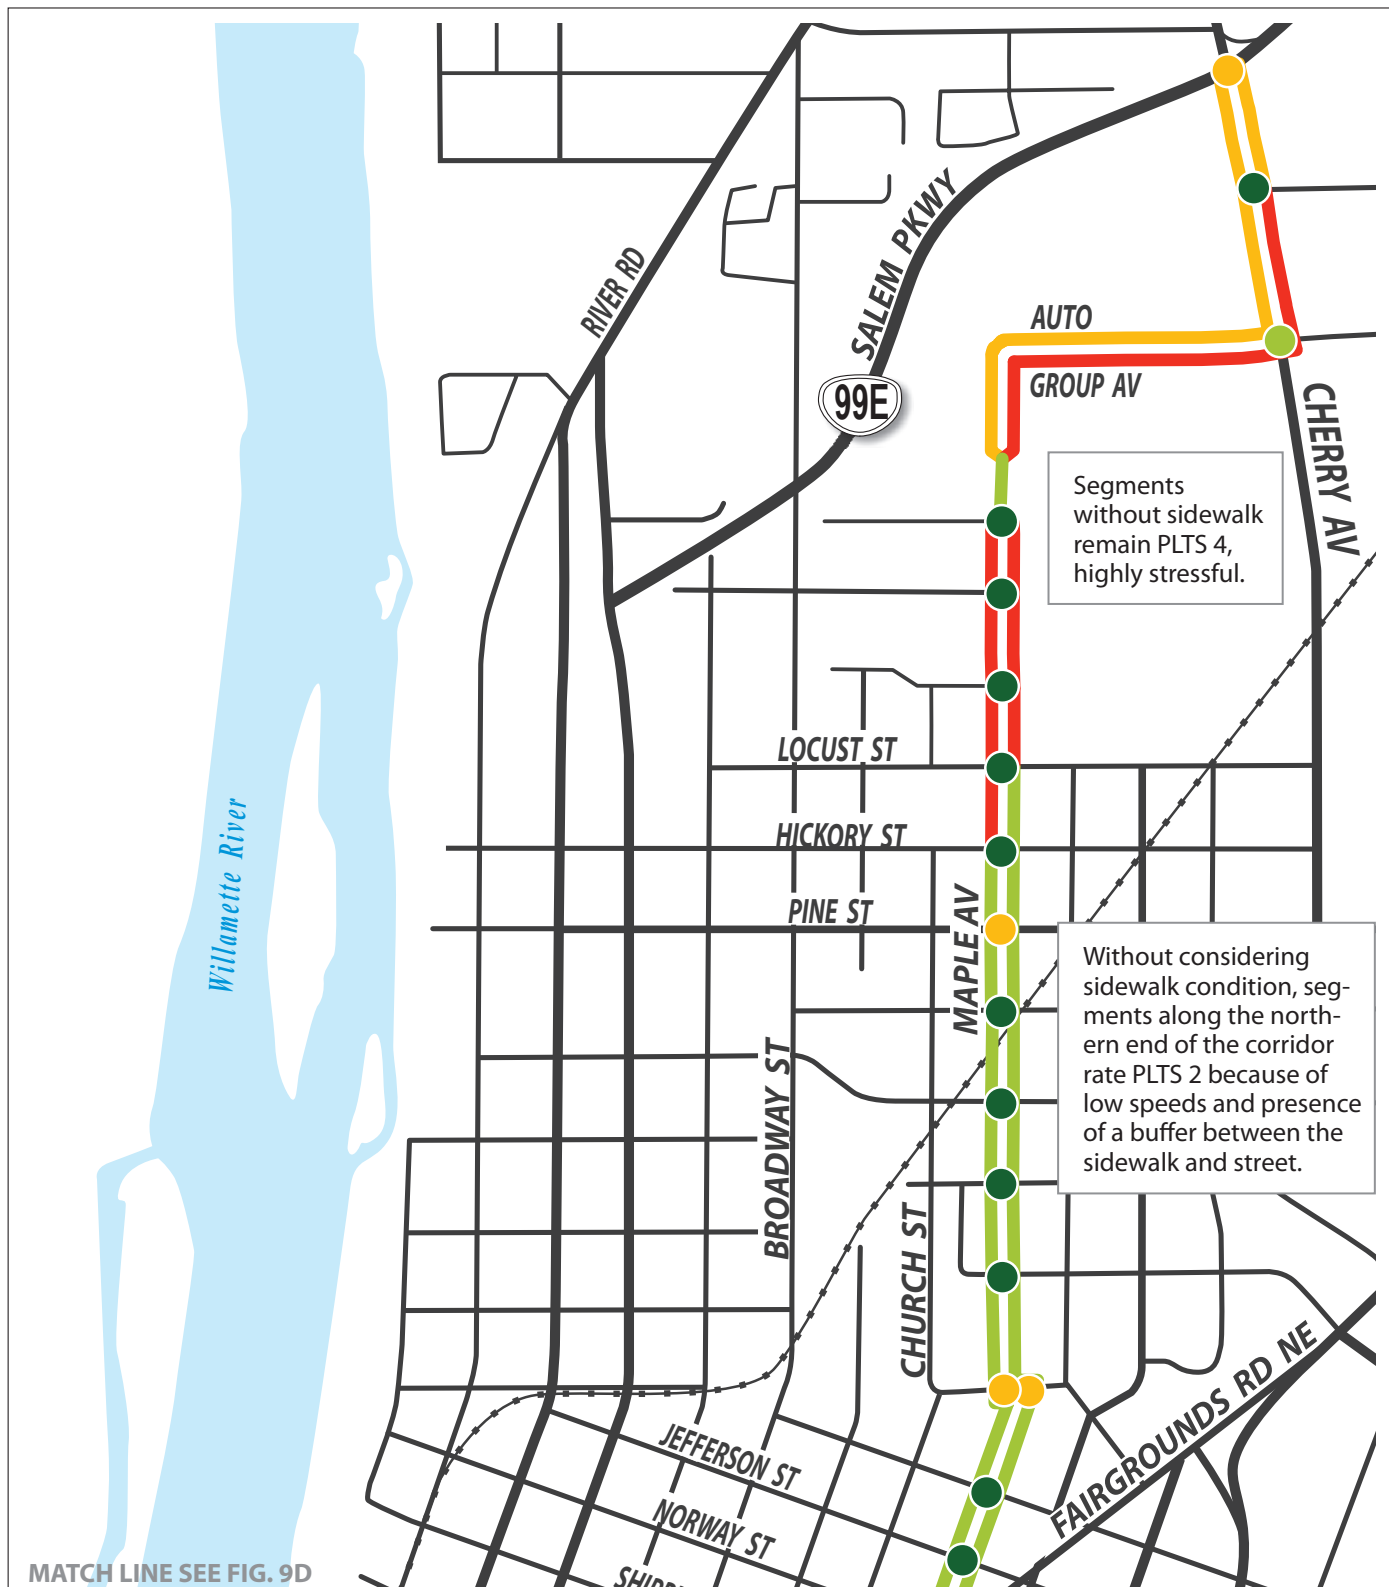 RIVER RD
SALEM PKWY
99E
AUTO
GROUP AV
CHERRY AV
Segments
without sidewalk
remain PLTS 4,
highly stressful.
LOCUST ST
HICKORY ST
PINE ST
MAPLE AV
Willamette River
Without considering
sidewalk condition, seg-
ments along the north-
ern end of the corridor
rate PLTS 2 because of
low speeds and presence
of a buffer between the
sidewalk and street.
BROADWAY ST
CHURCH ST
FAIRGROUNDS RD NE
JEFFERSON ST
NORWAY ST
MATCH LINE SEE FIG. 9D